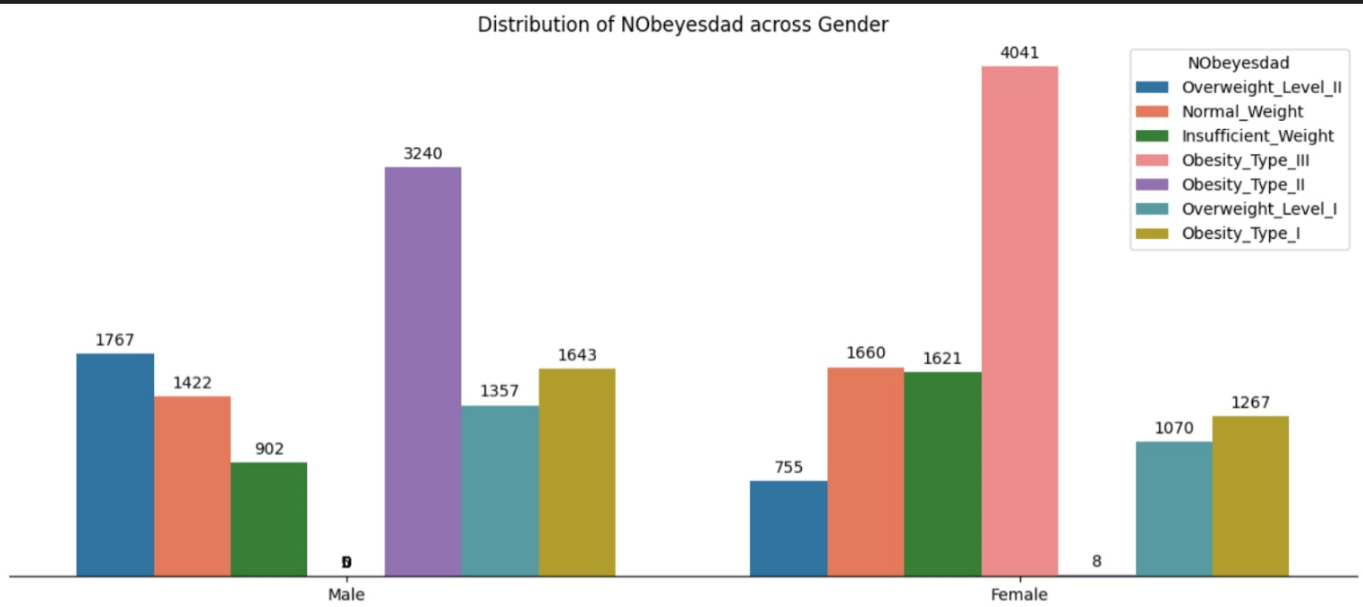 Distribution of NObeyesdad across Gender
4041
NObeyesdad
Overweight_Level_II
Normal_Weight
Insufficient_Weight
Obesity_Type_III
Obesity_Type_II
Overweight_Level_I
Obesity_Type_I
3240
1767
1422
902
1357
1643
755
1660
1621
8
1070
1267
Male
Female